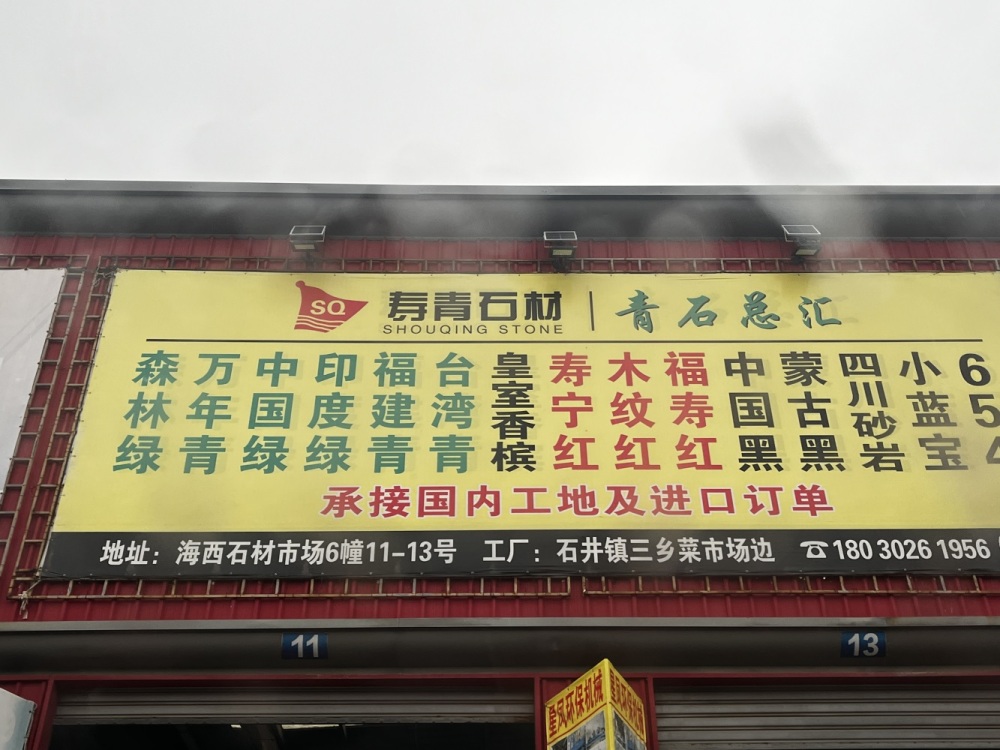 SQ 寿青石材 | 青石总汇
SHOUQING STONE
森林绿 万年青 中国绿 印度绿 福建青 台湾青 皇室香槟 寿宁红 木纹红 福寿红 中国黑 蒙古黑 四川砂岩 小蓝宝 654
承接国内工地及进口订单
地址：海西石材市场6幢11-13号 工厂：石井镇三乡菜市场边 ☎180 3026 1956
11
13